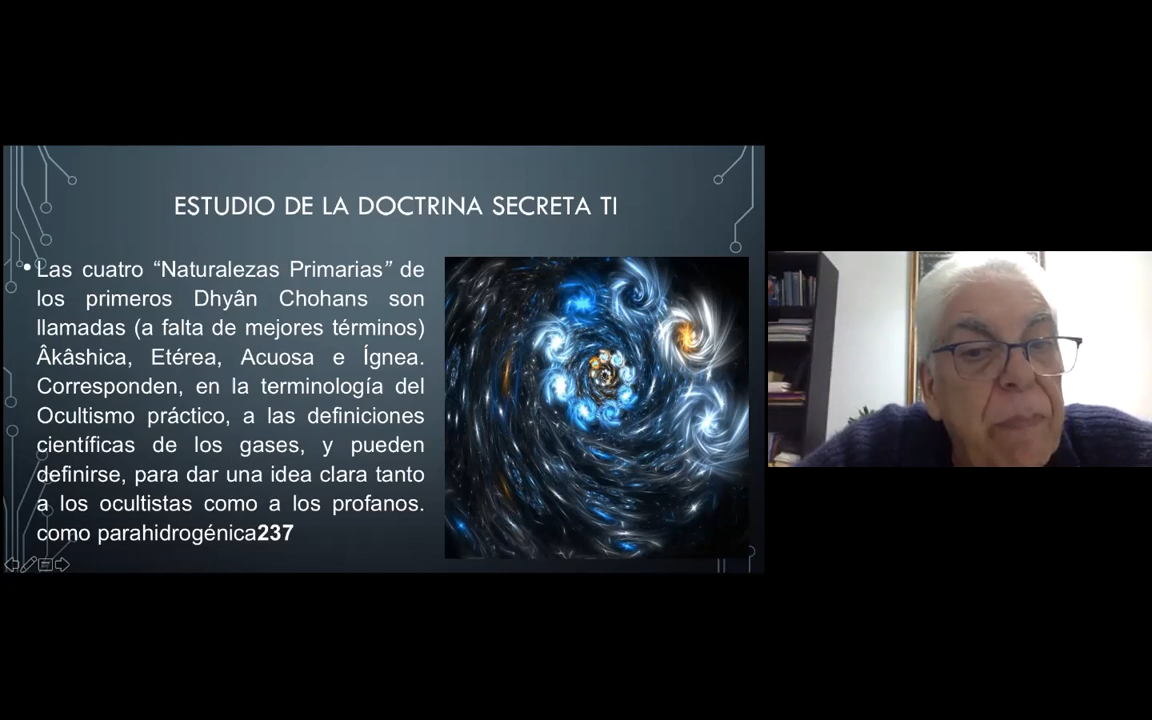 ESTUDIO DE LA DOCTRINA SECRETA TI
• Las cuatro “Naturalezas Primarias” de
los primeros Dhyân Chohans son
llamadas (a falta de mejores términos)
Âkâshica, Etérea, Acuosa e Ígnea.
Corresponden, en la terminología del
Ocultismo práctico, a las definiciones
científicas de los gases, y pueden
definirse, para dar una idea clara tanto
a los ocultistas como a los profanos.
como parahidrogénica237